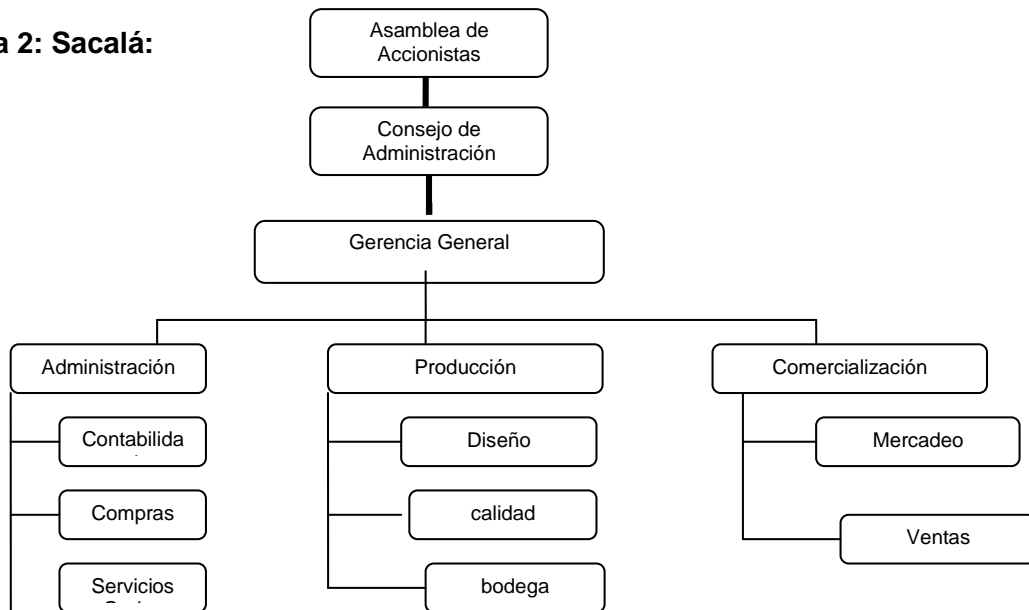 a 2: Sacalá:
Asamblea de
Accionistas
Consejo de
Administración
Gerencia General
Administración
Producción
Comercialización
Contabilida
Diseño
Mercadeo
Compras
calidad
Ventas
Servicios
bodega